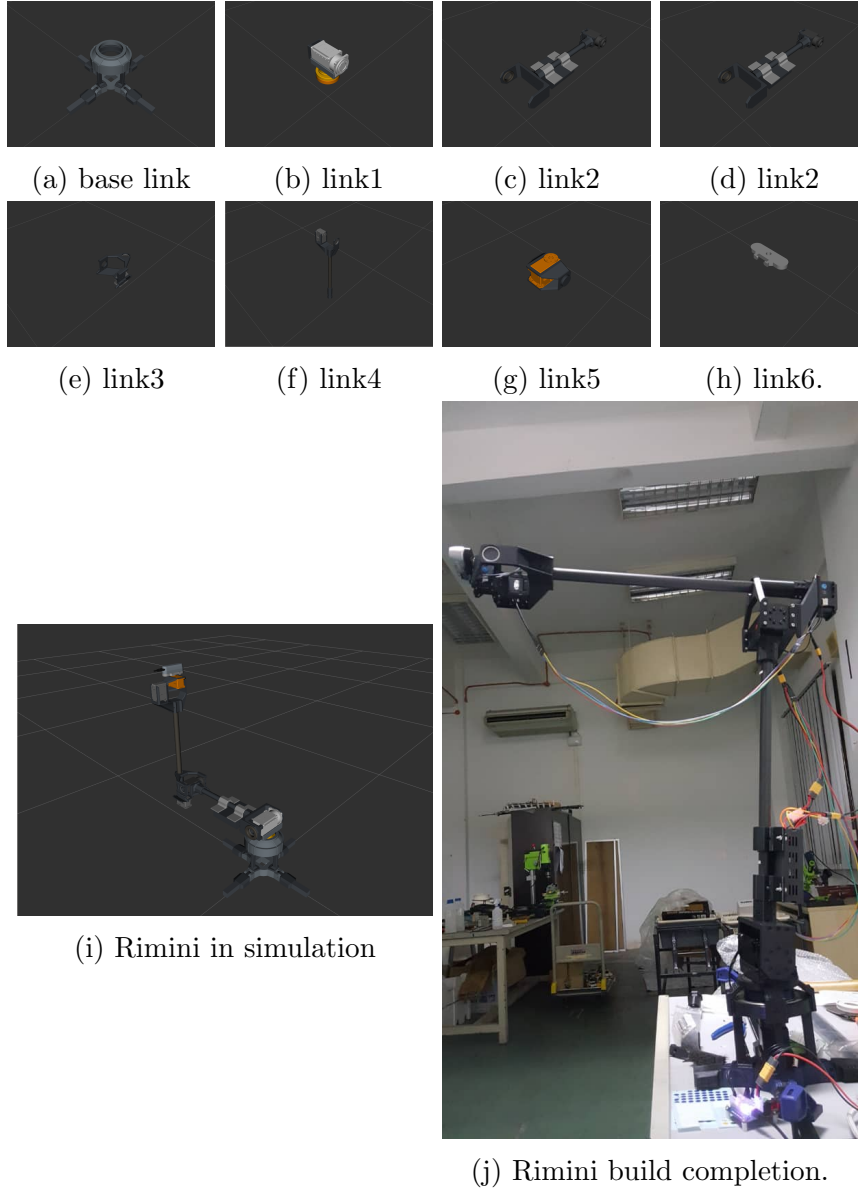 (a) base link
(b) link1
(c) link2
(d) link2
(e) link3
(f) link4
(g) link5
(h) link6.
(i) Rimini in simulation
(j) Rimini build completion.